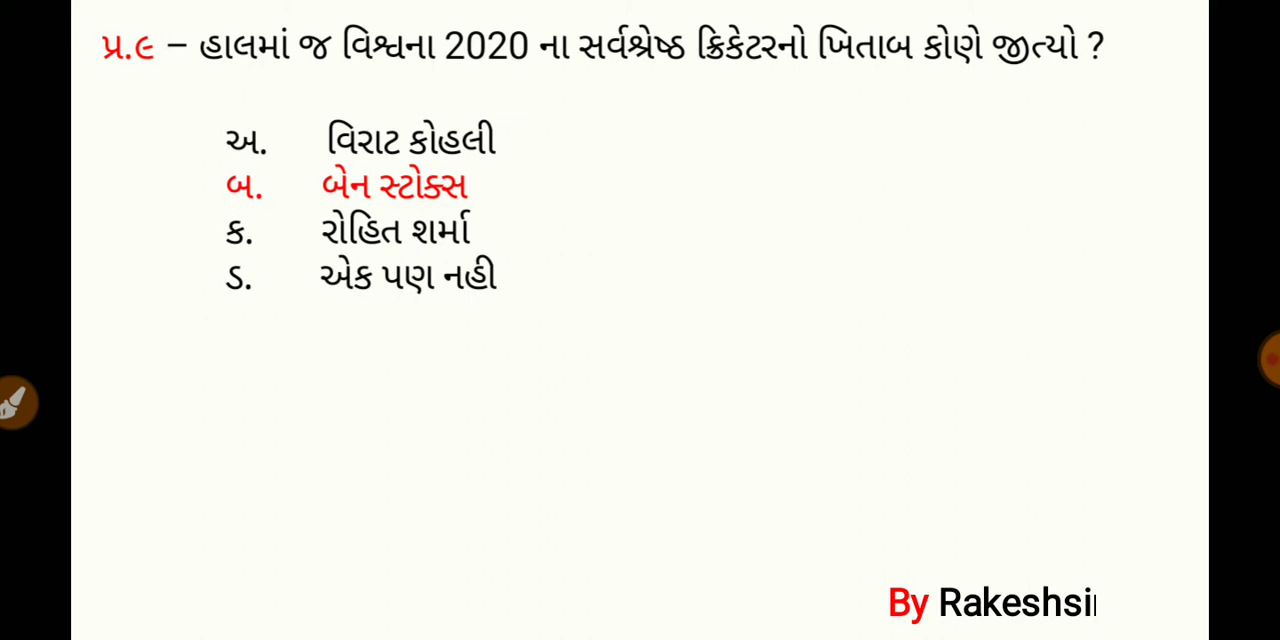 પ્ર.૯ – હાલમાં જ વિશ્વના 2020 ના સર્વશ્રેષ્ઠ ક્રિકેટરનો ખિતાબ કોણે જીત્યો ?
અ. વિરાટ કોહલી
બ. બેન સ્ટોક્સ
ક. રોહિત શર્મા
ડ. એક પણ નહી
By Rakeshsi